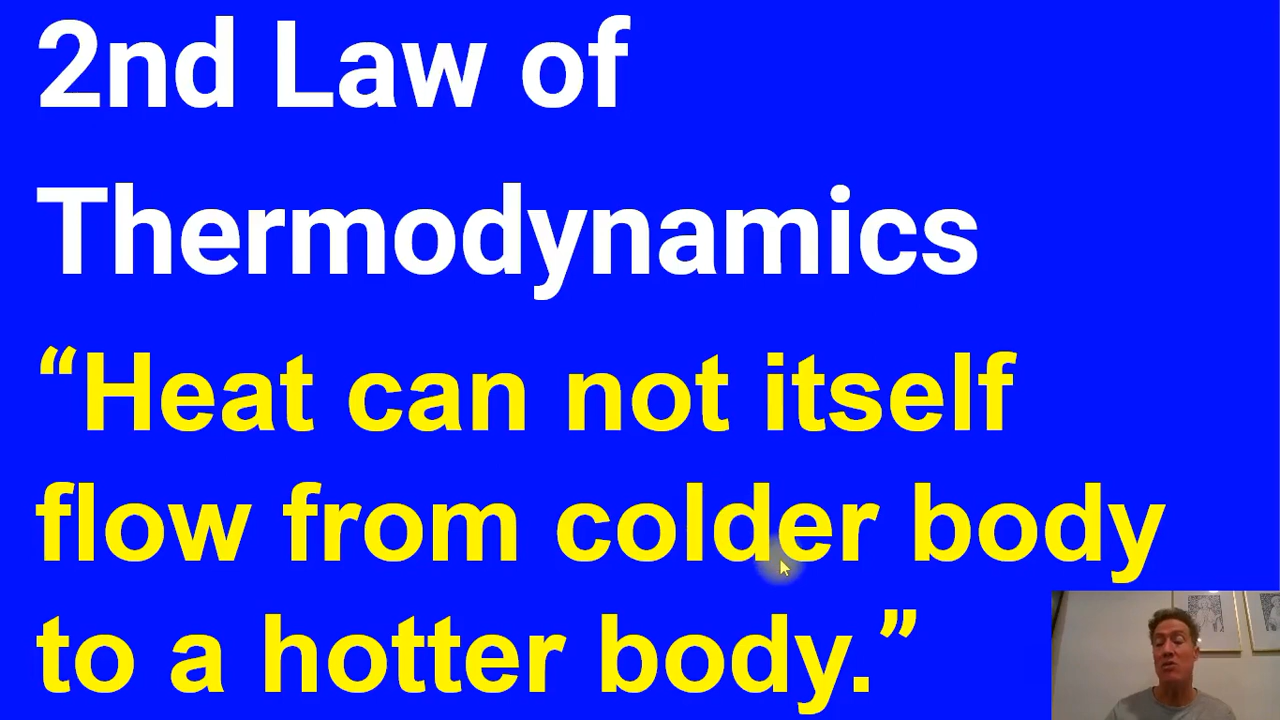 2nd Law of
Thermodynamics
“Heat can not itself
flow from colder body
to a hotter body.”